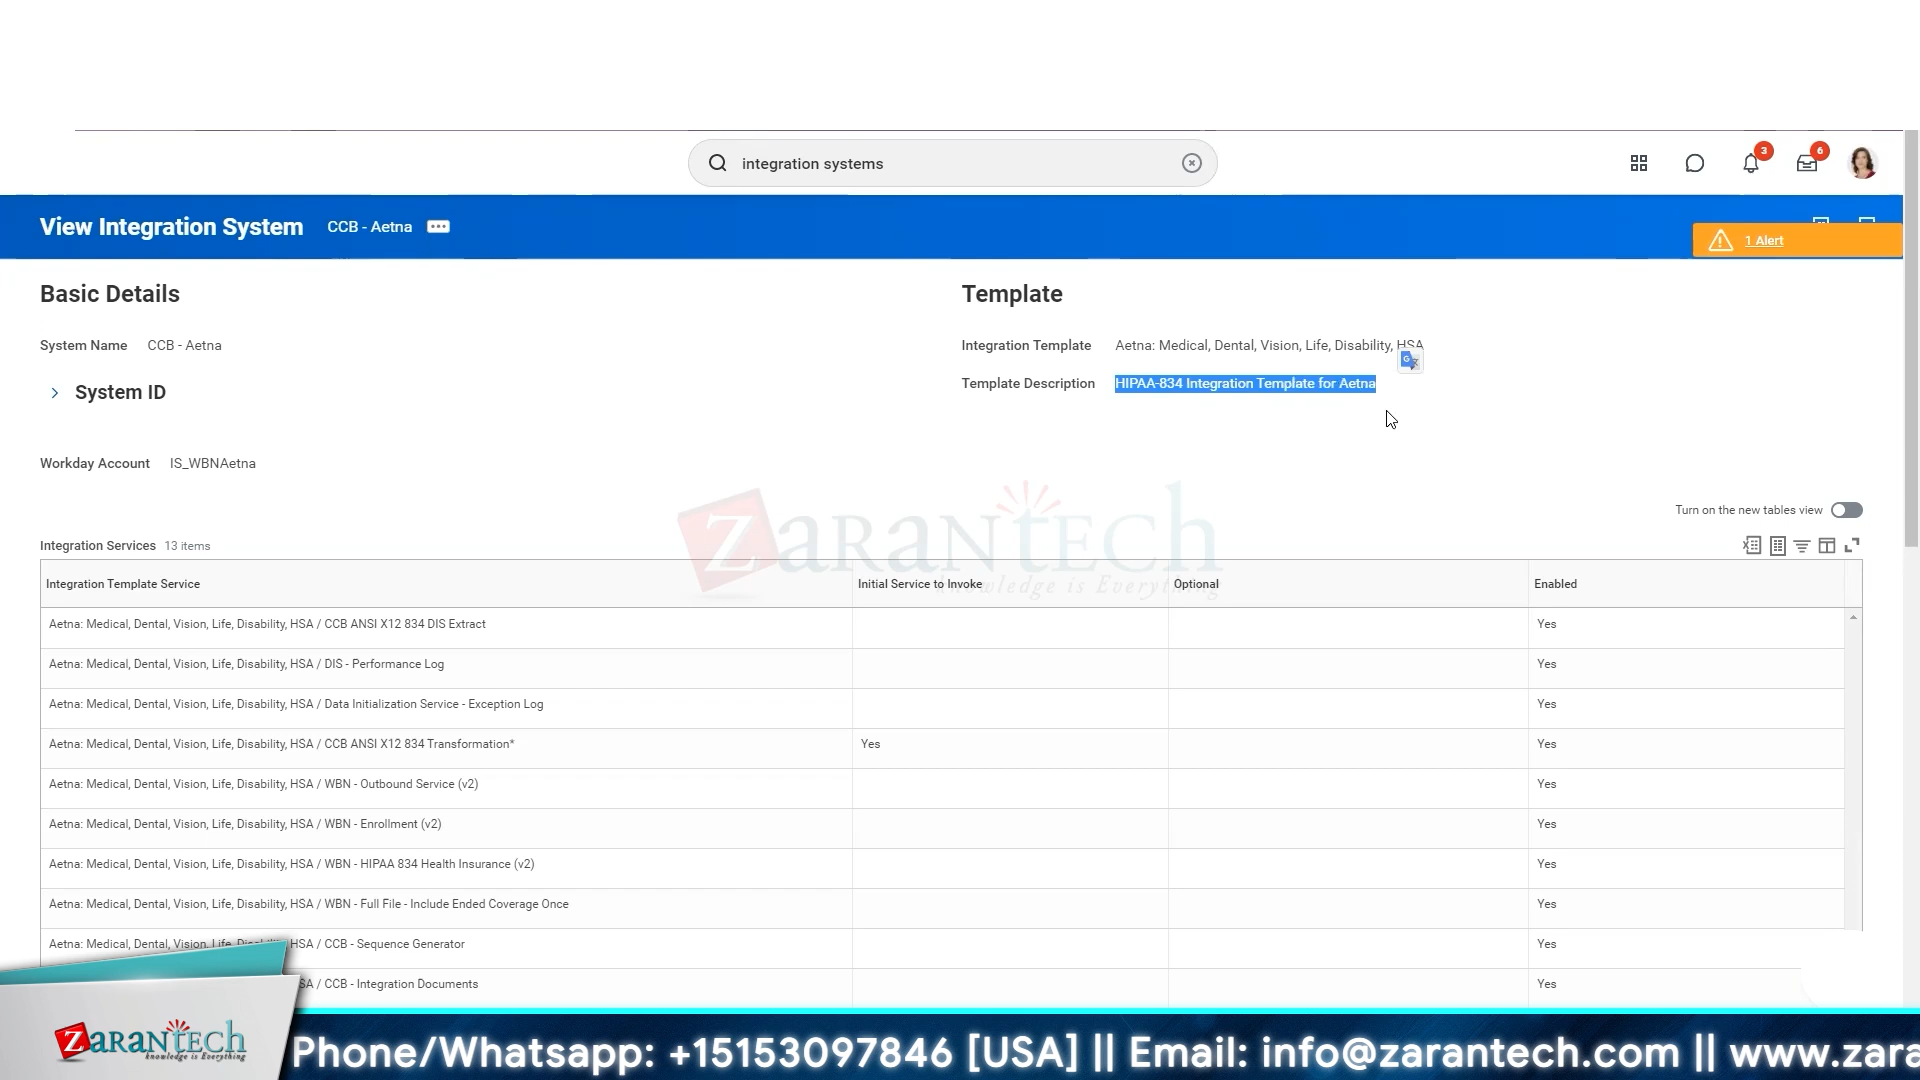 integration systems
3
6
View Integration System CCB - Aetna
1 Alert
Basic Details
Template
System Name CCB - Aetna
Integration Template Aetna: Medical, Dental, Vision, Life, Disability, HSA
System ID
Template Description HIPAA-834 Integration Template for Aetna
Workday Account IS_WBNAetna
Turn on the new tables view
ZARANTECH
knowledge is Everything
Integration Services 13 items
Integration Template Service Initial Service to Invoke Optional Enabled
Aetna: Medical, Dental, Vision, Life, Disability, HSA / CCB ANSI X12 834 DIS Extract Yes
Aetna: Medical, Dental, Vision, Life, Disability, HSA / DIS - Performance Log Yes
Aetna: Medical, Dental, Vision, Life, Disability, HSA / Data Initialization Service - Exception Log Yes
Aetna: Medical, Dental, Vision, Life, Disability, HSA / CCB ANSI X12 834 Transformation* Yes Yes
Aetna: Medical, Dental, Vision, Life, Disability, HSA / WBN - Outbound Service (v2) Yes
Aetna: Medical, Dental, Vision, Life, Disability, HSA / WBN - Enrollment (v2) Yes
Aetna: Medical, Dental, Vision, Life, Disability, HSA / WBN - HIPAA 834 Health Insurance (v2) Yes
Aetna: Medical, Dental, Vision, Life, Disability, HSA / WBN - Full File - Include Ended Coverage Once Yes
Aetna: Medical, Dental, Vision, Life, Disability, HSA / CCB - Sequence Generator Yes
/ CCB - Integration Documents Yes
ZARANTECH
knowledge is Everything
Phone/Whatsapp: +15153097846 [USA] || Email: info@zarantech.com || www.zara